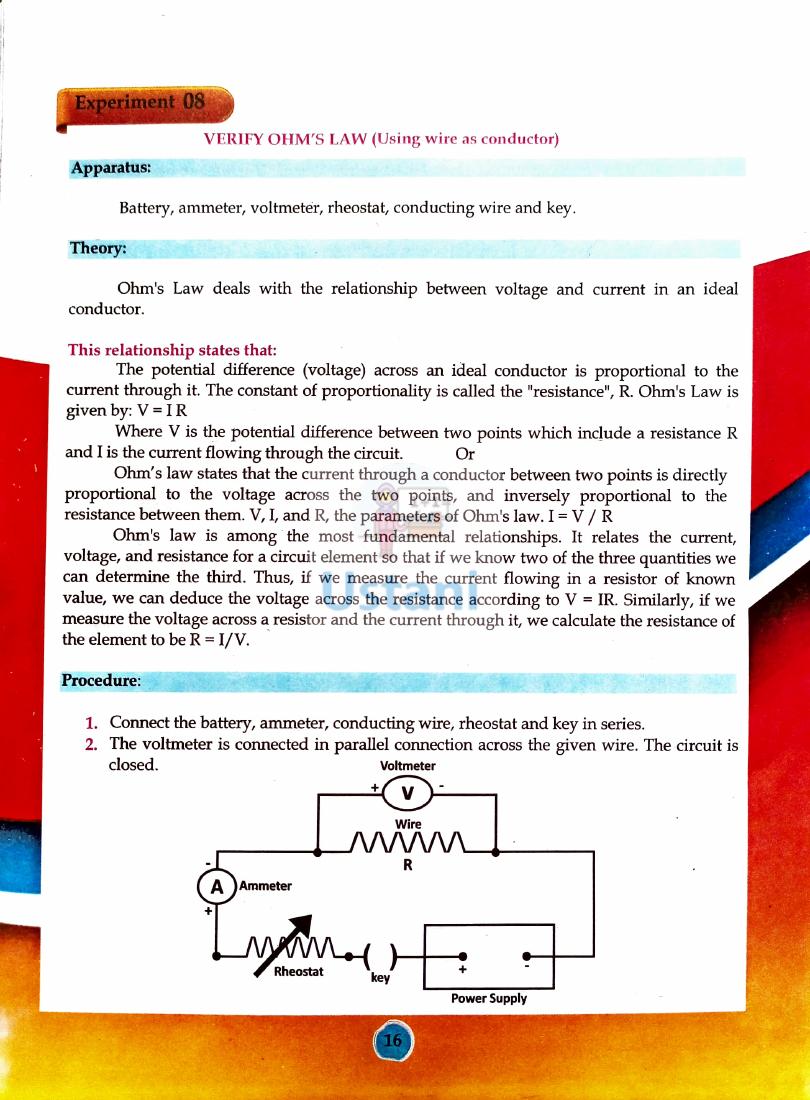 Experiment 08
VERIFY OHM'S LAW (Using wire as conductor)
Apparatus:
Battery, ammeter, voltmeter, rheostat, conducting wire and key.
Theory:
Ohm's Law deals with the relationship between voltage and current in an ideal
conductor.
This relationship states that:
The potential difference (voltage) across an ideal conductor is proportional to the
current through it. The constant of proportionality is called the "resistance", R. Ohm's Law is
given by: V = I R
Where V is the potential difference between two points which include a resistance R
and I is the current flowing through the circuit. Or
Ohm's law states that the current through a conductor between two points is directly
proportional to the voltage across the two points, and inversely proportional to the
resistance between them. V, I, and R, the parameters of Ohm's law. I = V / R
Ohm's law is among the most fundamental relationships. It relates the current,
voltage, and resistance for a circuit element so that if we know two of the three quantities we
can determine the third. Thus, if we measure the current flowing in a resistor of known
value, we can deduce the voltage across the resistance according to V = IR. Similarly, if we
measure the voltage across a resistor and the current through it, we calculate the resistance of
the element to be R = I/V.
Ustani
Procedure:
1. Connect the battery, ammeter, conducting wire, rheostat and key in series.
2. The voltmeter is connected in parallel connection across the given wire. The circuit is
closed.
Voltmeter
+ V -
Wire
R
-
A Ammeter
+
Rheostat
key
+ -
Power Supply
16